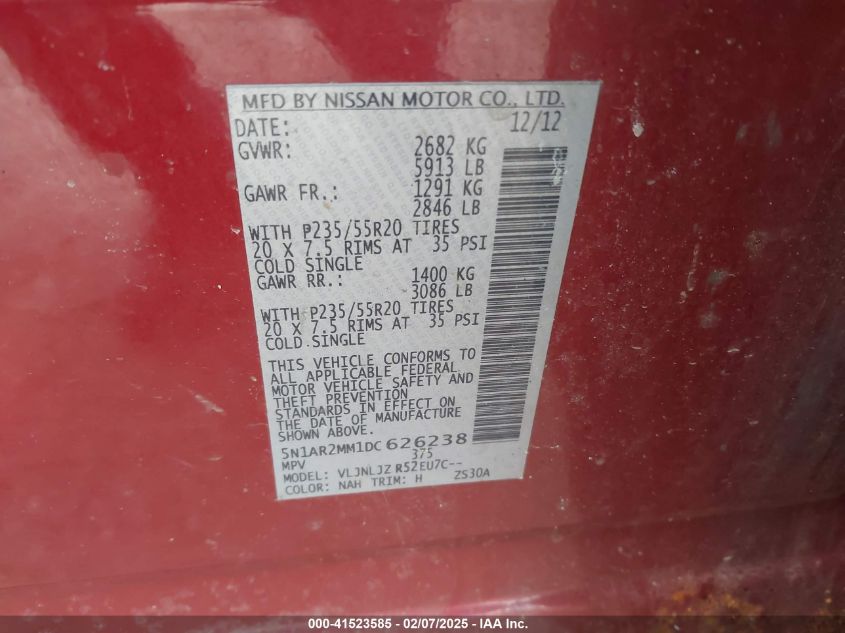 MFD BY NISSAN MOTOR CO., LTD.
DATE: 12/12
GVWR: 2682 KG
5913 LB
GAWR FR.: 1291 KG
2846 LB
WITH P235/55R20 TIRES
20 X 7.5 RIMS AT 35 PSI
COLD SINGLE
GAWR RR.: 1400 KG
3086 LB
WITH P235/55R20 TIRES
20 X 7.5 RIMS AT 35 PSI
COLD SINGLE
THIS VEHICLE CONFORMS TO
ALL APPLICABLE FEDERAL
MOTOR VEHICLE SAFETY AND
THEFT PREVENTION
STANDARDS IN EFFECT ON
THE DATE OF MANUFACTURE
SHOWN ABOVE.
5N1AR2MM1DC 626238
MPV 375
MODEL: VLJNLJZ R52EU7C--
COLOR: NAH TRIM: H ZS30A
000-41523585 - 02/07/2025 - IAA Inc.